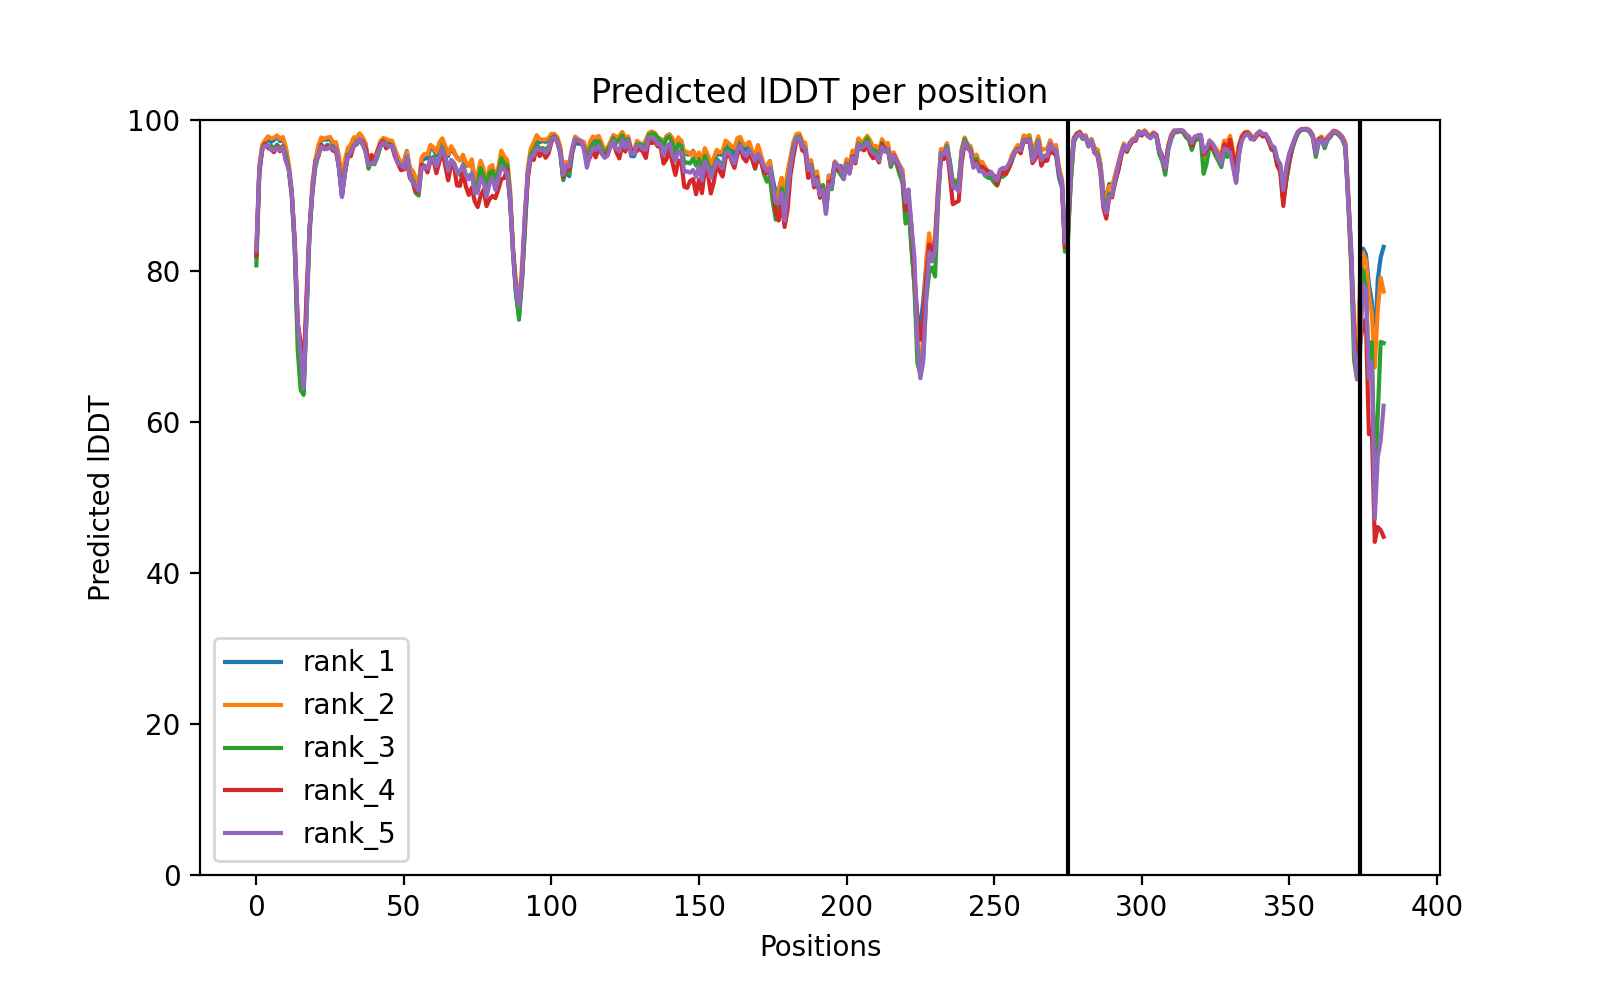 Predicted lDDT per position
100
80
60
40
20
0
Predicted lDDT
rank_1
rank_2
rank_3
rank_4
rank_5
0 50 100 150 200 250 300 350 400
Positions